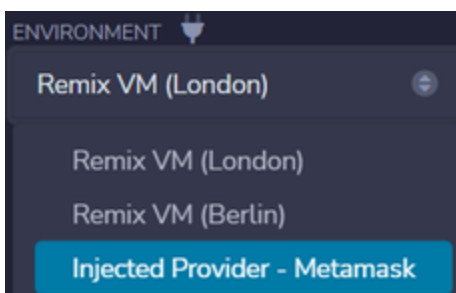 ENVIRONMENT
Remix VM (London)
Remix VM (London)
Remix VM (Berlin)
Injected Provider - Metamask